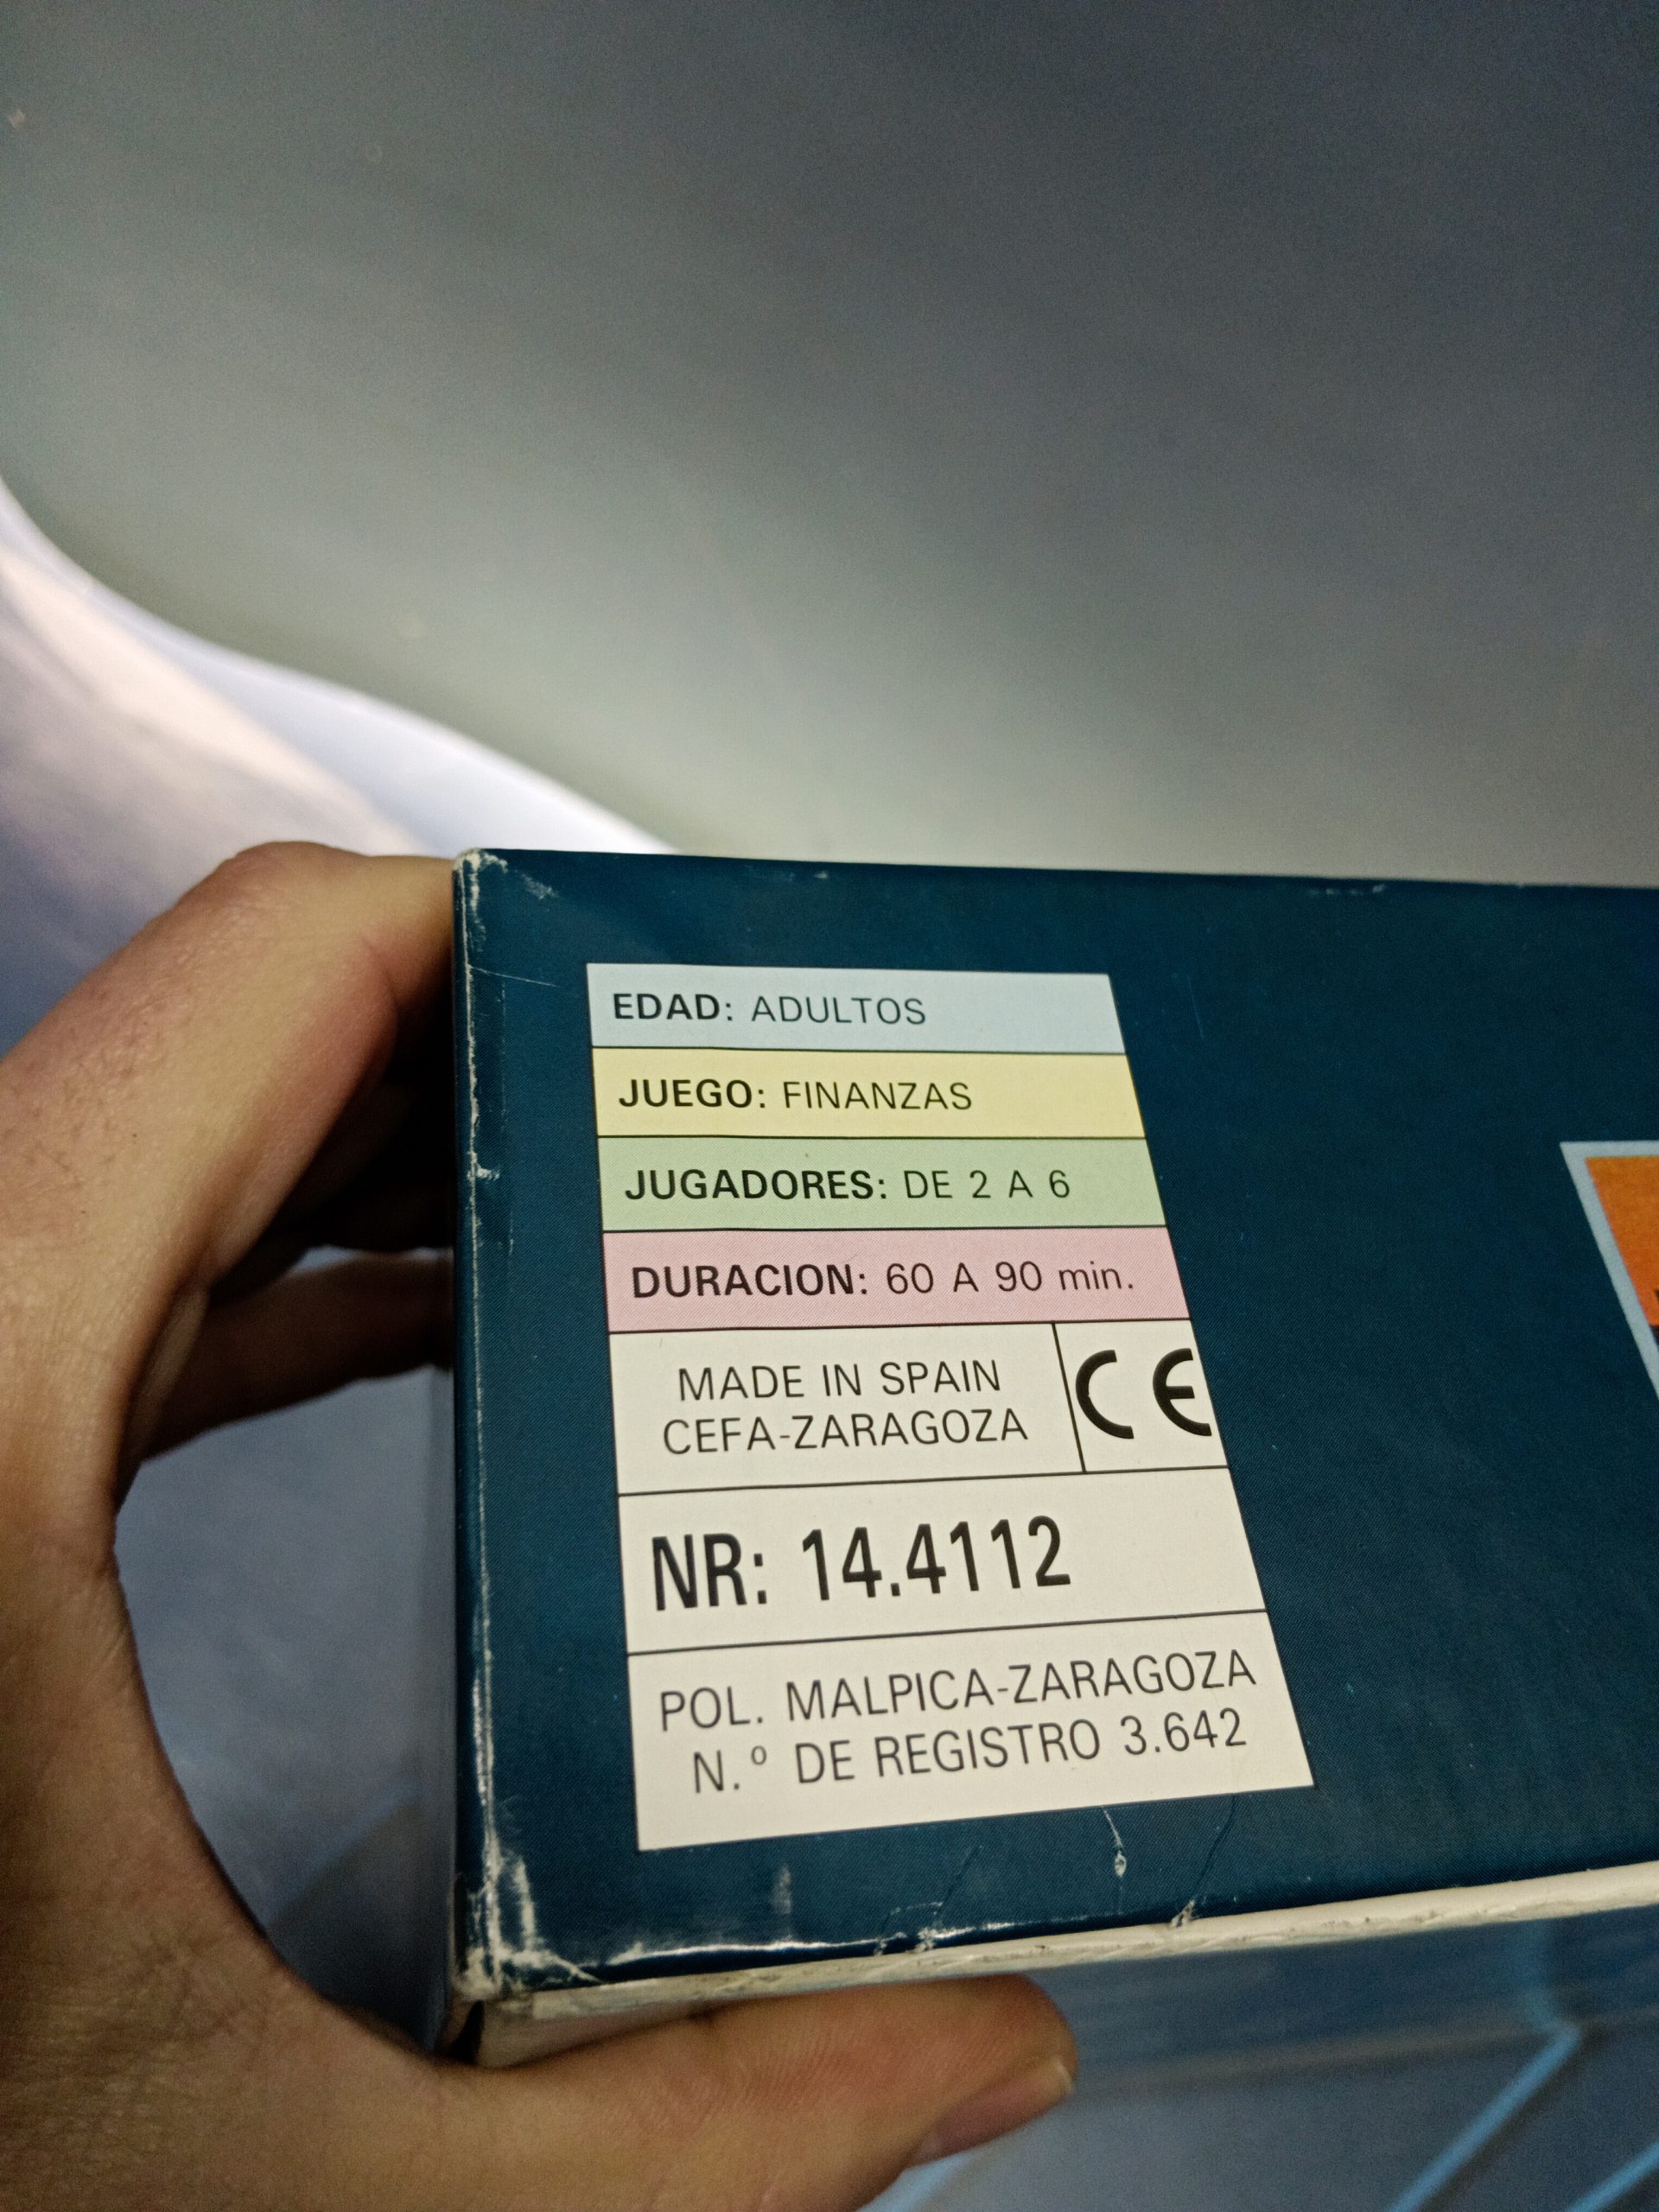 EDAD: ADULTOS
JUEGO: FINANZAS
JUGADORES: DE 2 A 6
DURACION: 60 A 90 min.
MADE IN SPAIN
CEFA-ZARAGOZA
CE
NR: 14.4112
POL. MALPICA-ZARAGOZA
N.º DE REGISTRO 3.642